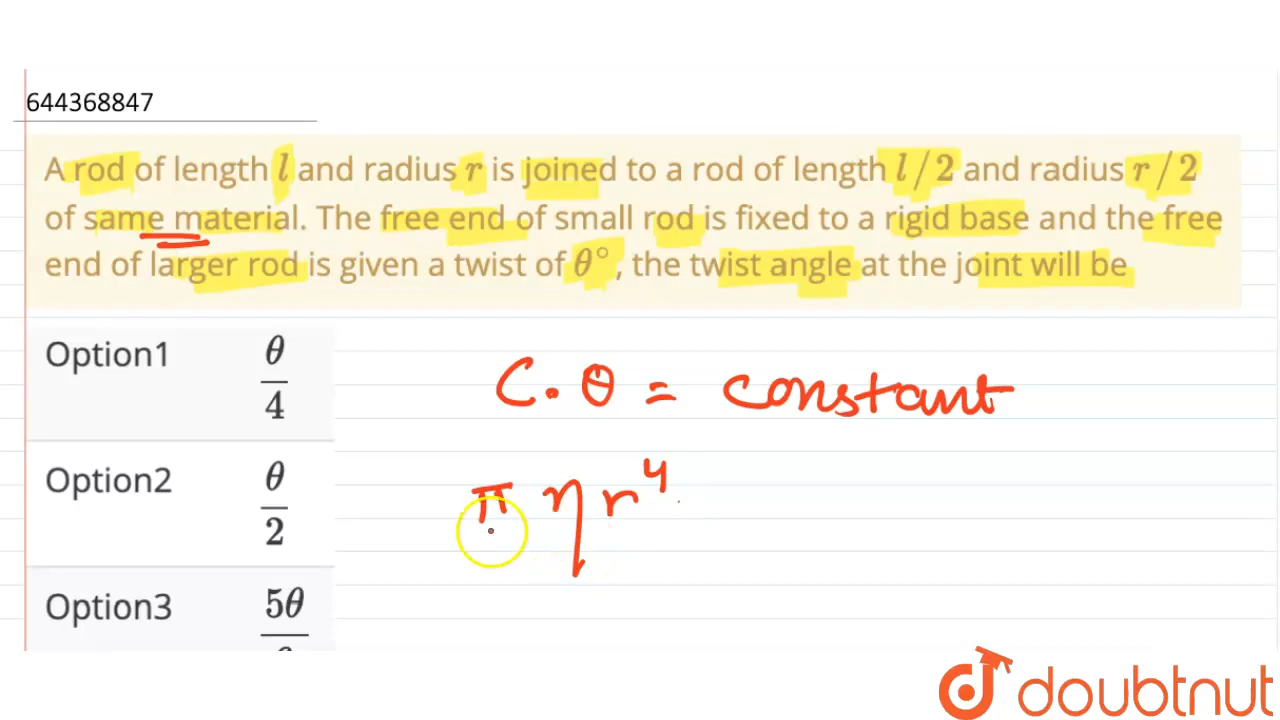 644368847
A rod of length l and radius r is joined to a rod of length l/2 and radius r/2
of same material. The free end of small rod is fixed to a rigid base and the free
end of larger rod is given a twist of θ°, the twist angle at the joint will be
Option1 θ/4
C.θ = constant
Option2 θ/2
π η r⁴
Option3 5θ
doubtnut